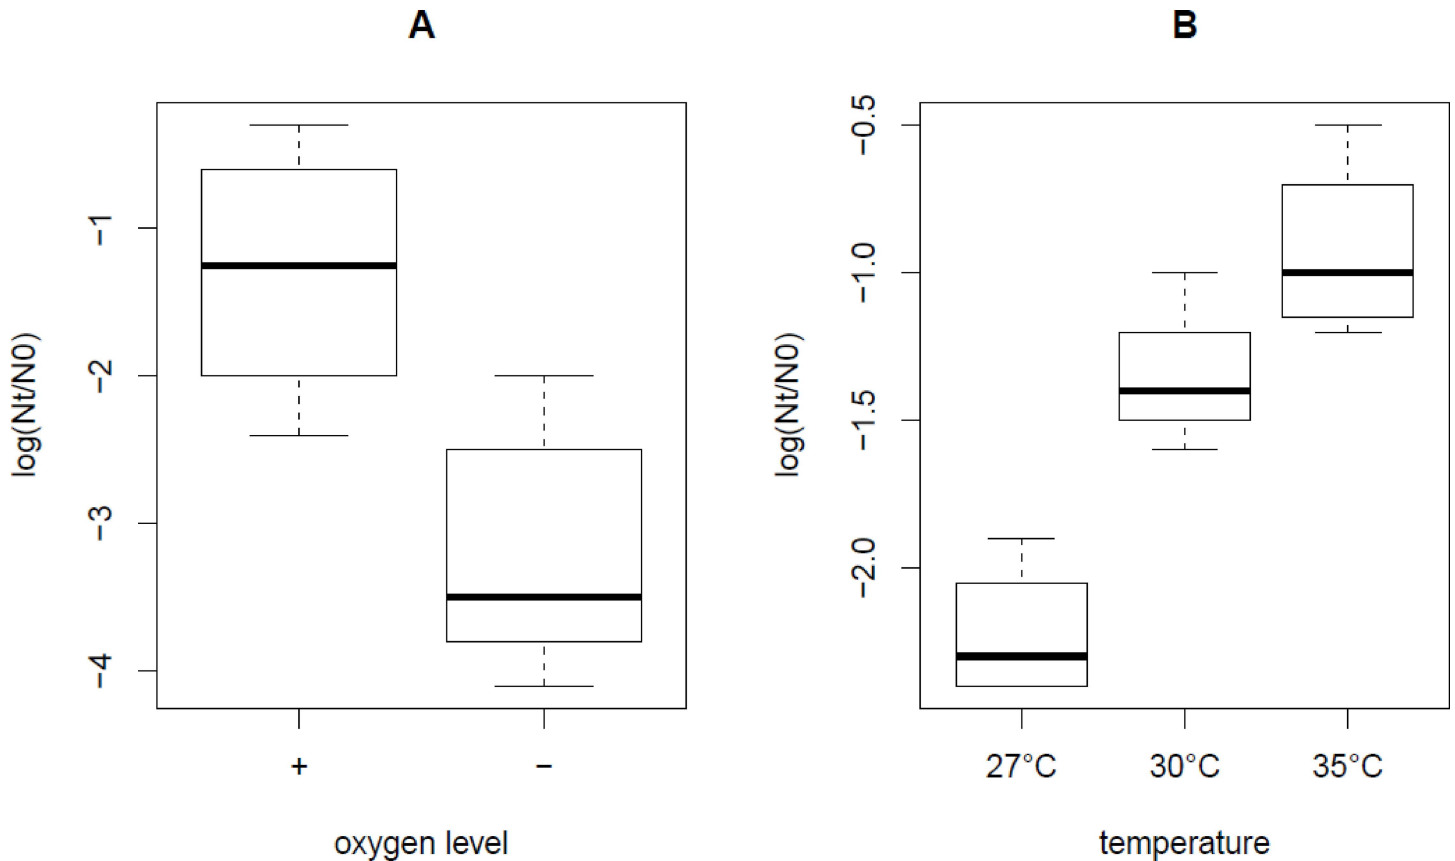 A
log(Nt/N0)
−1
−2
−3
−4
+
−
oxygen level
B
log(Nt/N0)
−0.5
−1.0
−1.5
−2.0
27°C
30°C
35°C
temperature